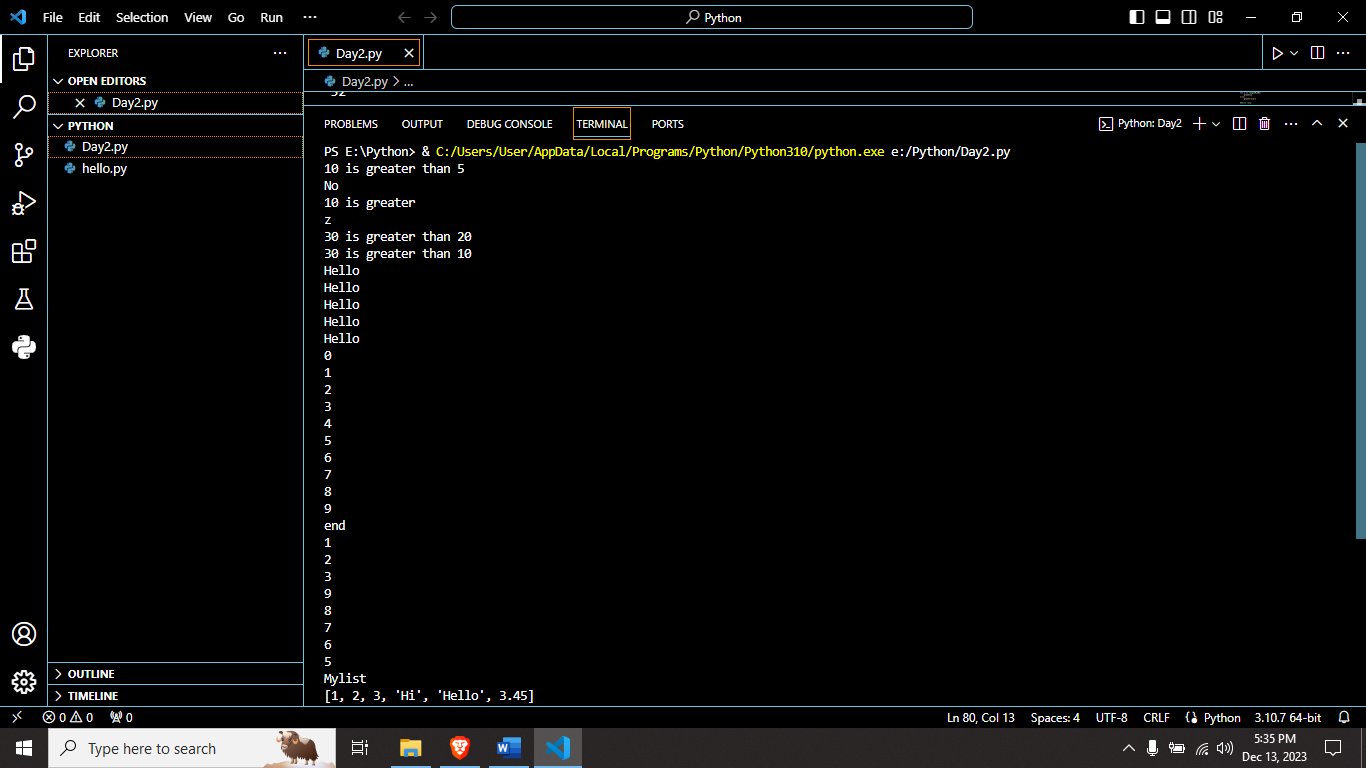 File Edit Selection View Go Run ··· Python
EXPLORER ···
OPEN EDITORS
Day2.py
PYTHON
Day2.py
hello.py
OUTLINE
TIMELINE
Day2.py
Day2.py > ...
PROBLEMS OUTPUT DEBUG CONSOLE TERMINAL PORTS Python: Day2
PS E:\Python> & C:/Users/User/AppData/Local/Programs/Python/Python310/python.exe e:/Python/Day2.py
10 is greater than 5
No
10 is greater
z
30 is greater than 20
30 is greater than 10
Hello
Hello
Hello
Hello
Hello
0
1
2
3
4
5
6
7
8
9
end
1
2
3
9
8
7
6
5
Mylist
[1, 2, 3, 'Hi', 'Hello', 3.45]
0 0 0 Ln 80, Col 13 Spaces: 4 UTF-8 CRLF Python 3.10.7 64-bit
Type here to search
5:35 PM
Dec 13, 2023